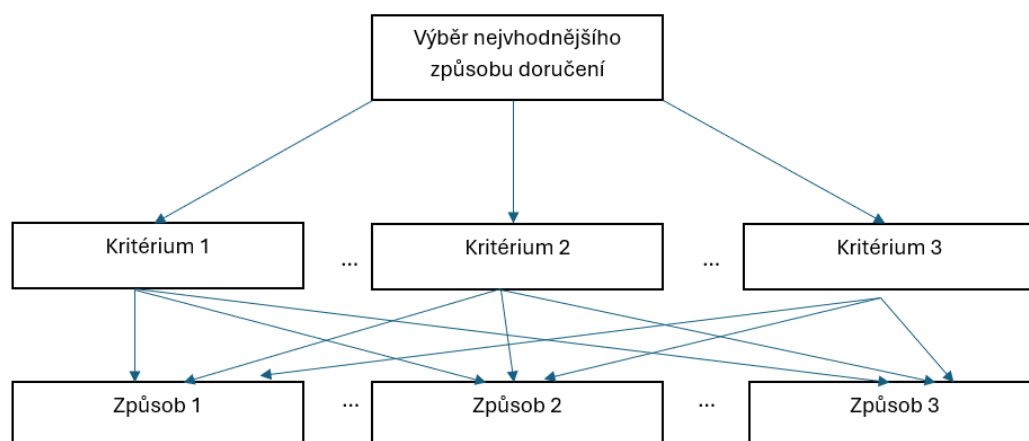 Výběr nejvhodnějšího
způsobu doručení
Kritérium 1
...
Kritérium 2
...
Kritérium 3
Způsob 1
...
Způsob 2
...
Způsob 3